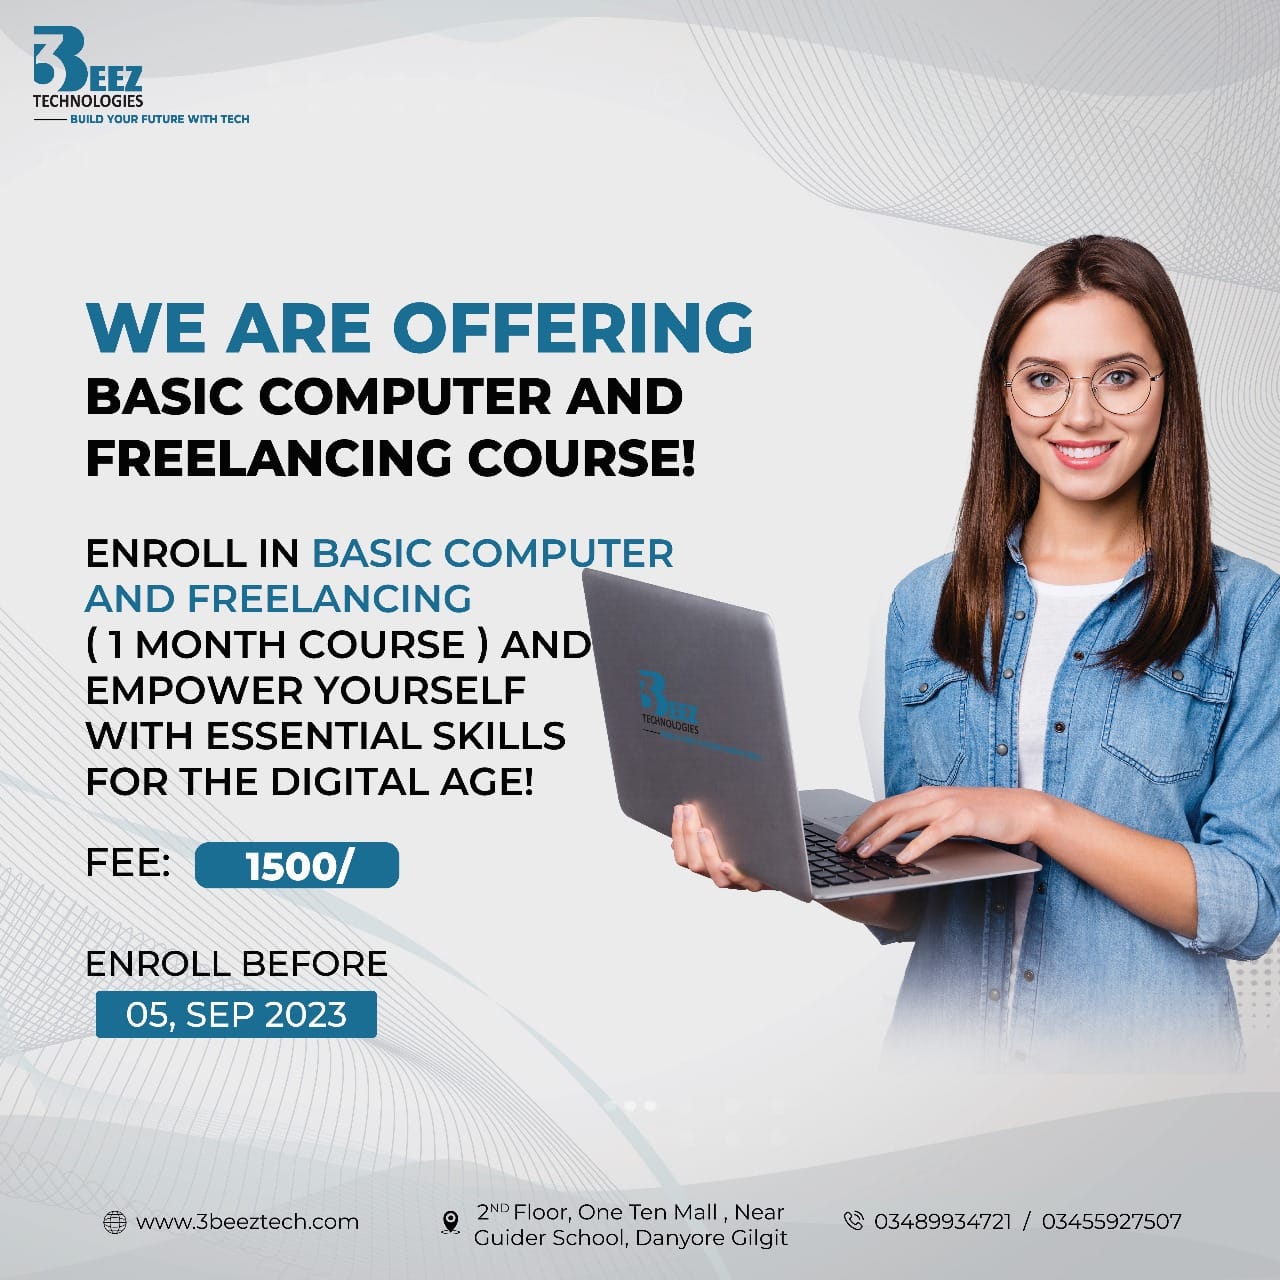 3BEEZ
TECHNOLOGIES
BUILD YOUR FUTURE WITH TECH
WE ARE OFFERING
BASIC COMPUTER AND
FREELANCING COURSE!
ENROLL IN BASIC COMPUTER
AND FREELANCING
( 1 MONTH COURSE ) AND
EMPOWER YOURSELF
WITH ESSENTIAL SKILLS
FOR THE DIGITAL AGE!
3BEEZ
TECHNOLOGIES
FEE: 1500/
ENROLL BEFORE
05, SEP 2023
www.3beeztech.com
2ND Floor, One Ten Mall , Near
Guider School, Danyore Gilgit
03489934721 / 03455927507